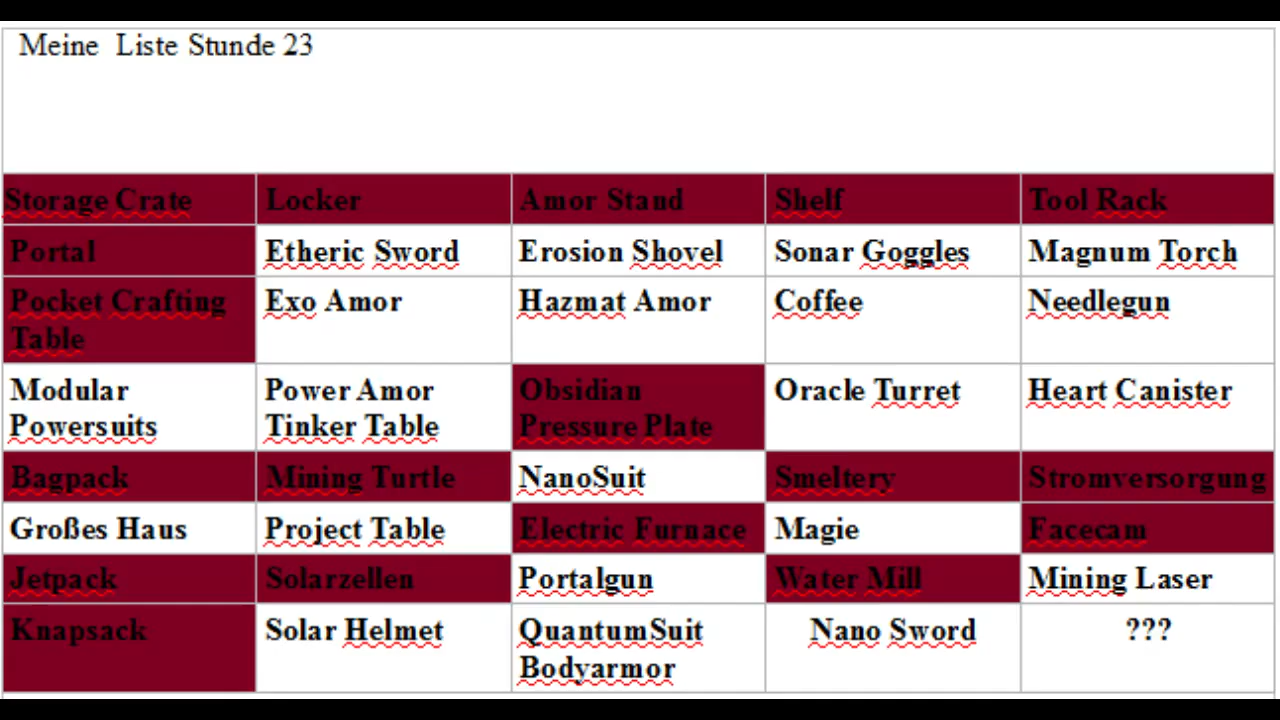 Meine Liste Stunde 23
Storage Crate Locker Amor Stand Shelf Tool Rack
Portal Etheric Sword Erosion Shovel Sonar Goggles Magnum Torch
Pocket Crafting Exo Amor Hazmat Amor Coffee Needlegun
Table
Modular Power Amor Obsidian Oracle Turret Heart Canister
Powersuits Tinker Table Pressure Plate
Bagpack Mining Turtle NanoSuit Smeltery Stromversorgung
Großes Haus Project Table Electric Furnace Magie Facecam
Jetpack Solarzellen Portalgun Water Mill Mining Laser
Knapsack Solar Helmet QuantumSuit Nano Sword ???
Bodyarmor